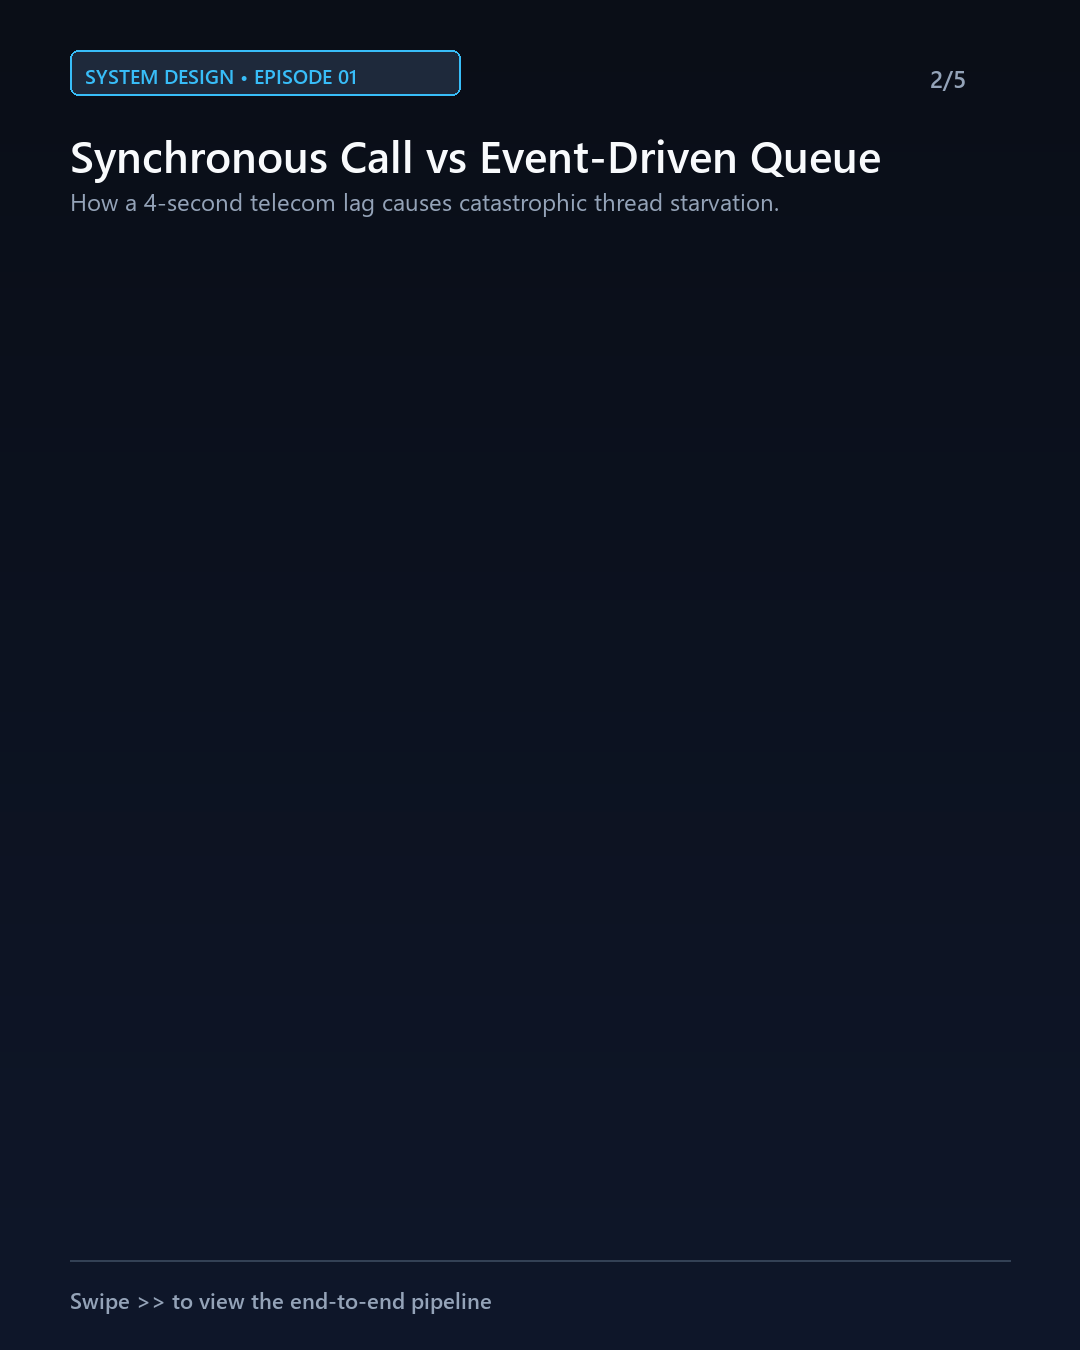 SYSTEM DESIGN • EPISODE 01
2/5
Synchronous Call vs Event-Driven Queue
How a 4-second telecom lag causes catastrophic thread starvation.
Swipe >> to view the end-to-end pipeline